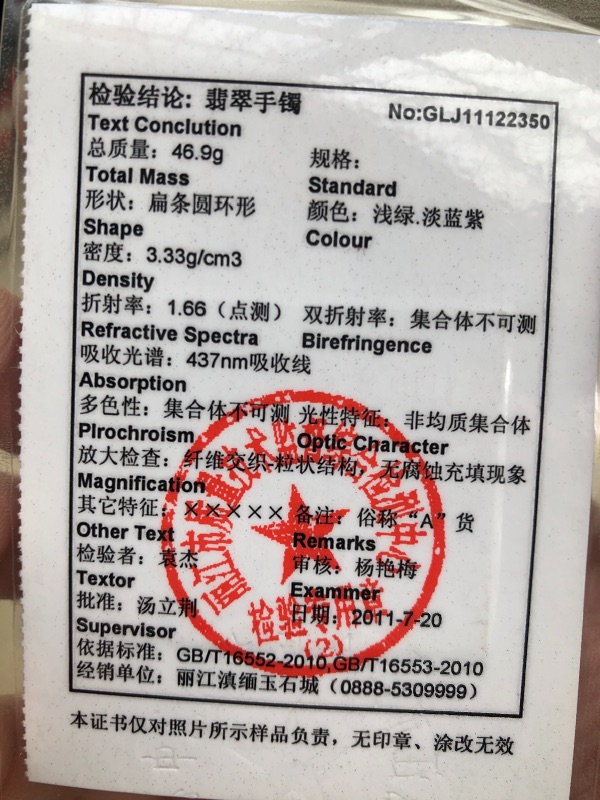 检验结论: 翡翠手镯 No:GLJ11122350
Text Conclution
总质量: 46.9g 规格:
Total Mass Standard
形状: 扁条圆环形 颜色: 浅绿.淡蓝紫
Shape Colour
密度: 3.33g/cm3
Density
折射率: 1.66 (点测) 双折射率: 集合体不可测
Refractive Spectra Birefringence
吸收光谱: 437nm吸收线
Absorption
多色性: 集合体不可测 光性特征: 非均质集合体
Plrochroism Optic Character
放大检查: 纤维交织-粒状结构, 无腐蚀充填现象
Magnification
其它特征: ××××× 备注: 俗称“A”货
Other Text Remarks
检验者: 袁杰 审核: 杨艳梅
Textor Exammer
批准: 汤立荆 日期: 2011-7-20
Supervisor
依据标准: GB/T16552-2010,GB/T16553-2010
经销单位: 丽江滇缅玉石城 (0888-5309999)
本证书仅对照片所示样品负责, 无印章、涂改无效
检验专用章
(2)